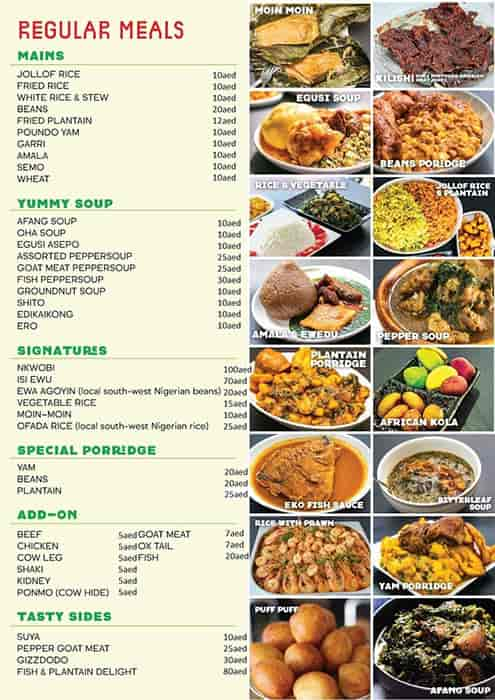 REGULAR MEALS
MAINS
JOLLOF RICE 10aed
FRIED RICE 10aed
WHITE RICE & STEW 10aed
BEANS 20aed
FRIED PLANTAIN 12aed
POUNDO YAM 10aed
GARRI 10aed
AMALA 10aed
SEMO 10aed
WHEAT 10aed
YUMMY SOUP
AFANG SOUP 10aed
OHA SOUP 10aed
EGUSI ASEPO 10aed
ASSORTED PEPPERSOUP 25aed
GOAT MEAT PEPPERSOUP 25aed
FISH PEPPERSOUP 30aed
GROUNDNUT SOUP 10aed
SHITO 10aed
EDIKAIKONG 10aed
ERO 10aed
SIGNATURES
NKWOBI 100aed
ISI EWU 70aed
EWA AGOYIN (local south-west Nigerian beans) 20aed
VEGETABLE RICE 15aed
MOIN-MOIN 10aed
OFADA RICE (local south-west Nigerian rice) 25aed
SPECIAL PORRIDGE
YAM 20aed
BEANS 20aed
PLANTAIN 25aed
ADD-ON
BEEF 5aed GOAT MEAT 7aed
CHICKEN 5aed OX TAIL 7aed
COW LEG 5aed FISH 20aed
SHAKI 5aed
KIDNEY 5aed
PONMO (COW HIDE) 5aed
TASTY SIDES
SUYA 10aed
PEPPER GOAT MEAT 25aed
GIZZDODO 30aed
FISH & PLANTAIN DELIGHT 80aed
MOIN MOIN
KILISHI
EGUSI SOUP
BEANS PORIDGE
RICE & VEGETABLE
JOLLOF RICE
& PLANTAIN
AMALA & EWEDU
PEPPER SOUP
PLANTAIN
PORRIDGE
AFRICAN KOLA
EKO FISH SAUCE
BITTERLEAF
SOUP
RICE WITH PRAWN
YAM PORRIDGE
PUFF PUFF
AFANG SOUP